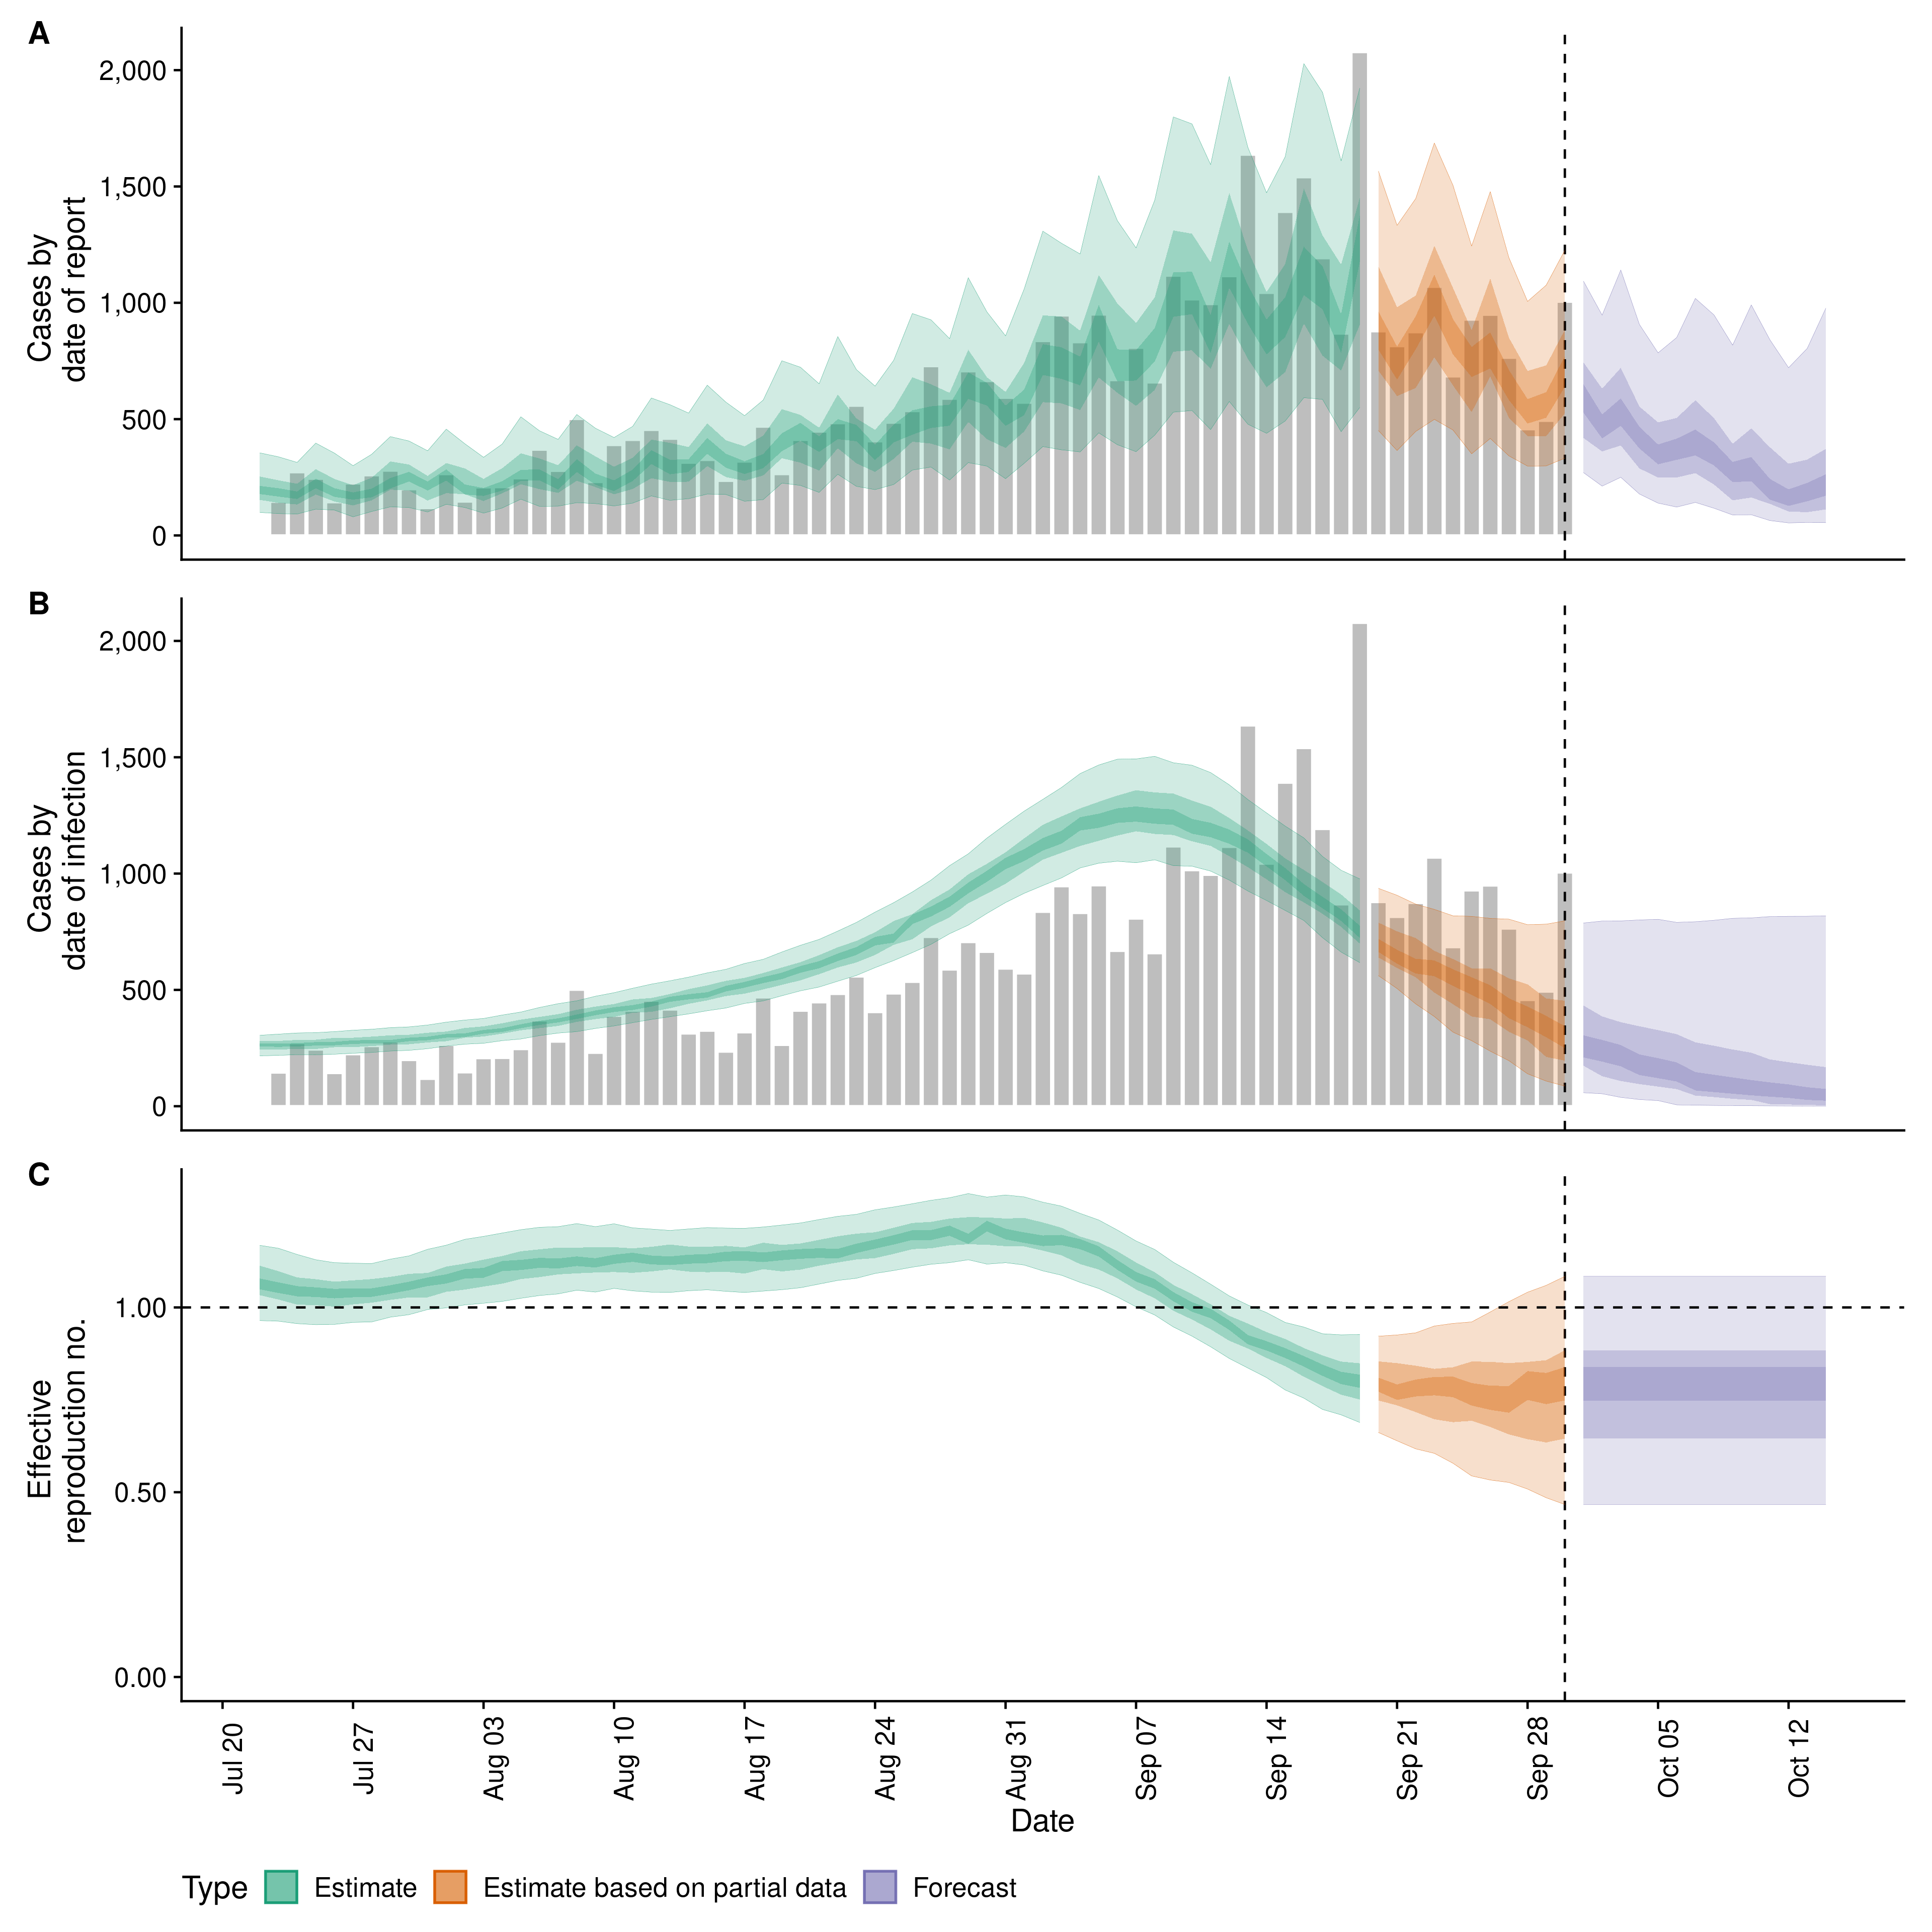 A
Cases by
date of report
2,000
1,500
1,000
500
0
B
Cases by
date of infection
2,000
1,500
1,000
500
0
C
Effective
reproduction no.
1.00
0.50
0.00
Jul 20
Jul 27
Aug 03
Aug 10
Aug 17
Aug 24
Aug 31
Sep 07
Sep 14
Sep 21
Sep 28
Oct 05
Oct 12
Date
Type Estimate Estimate based on partial data Forecast